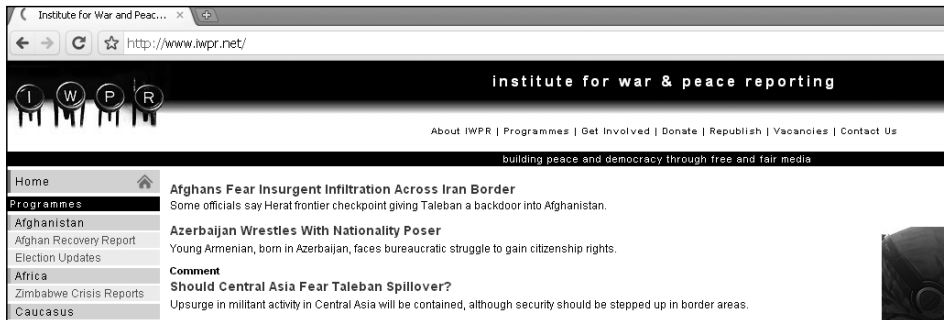 Institute for War and Peac...
http://www.iwpr.net/
I W P R
institute for war & peace reporting
About IWPR | Programmes | Get Involved | Donate | Republish | Vacancies | Contact Us
building peace and democracy through free and fair media
Home
Programmes
Afghanistan
Afghan Recovery Report
Election Updates
Africa
Zimbabwe Crisis Reports
Caucasus
Afghans Fear Insurgent Infiltration Across Iran Border
Some officials say Herat frontier checkpoint giving Taleban a backdoor into Afghanistan.
Azerbaijan Wrestles With Nationality Poser
Young Armenian, born in Azerbaijan, faces bureaucratic struggle to gain citizenship rights.
Comment
Should Central Asia Fear Taleban Spillover?
Upsurge in militant activity in Central Asia will be contained, although security should be stepped up in border areas.